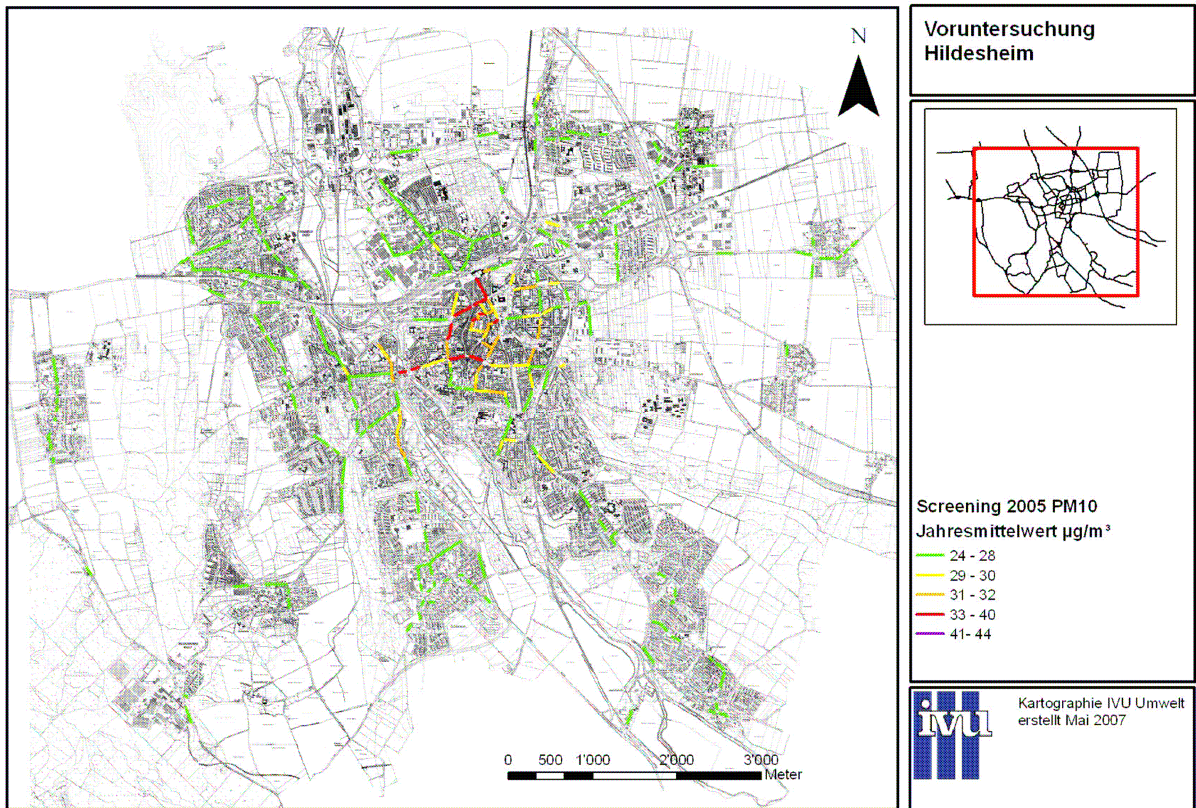 Voruntersuchung
Hildesheim
N
Screening 2005 PM10
Jahresmittelwert µg/m³
24 - 28
29 - 30
31 - 32
33 - 40
41- 44
0 500 1'000 2'000 3'000
Meter
ivu
Kartographie IVU Umwelt
erstellt Mai 2007